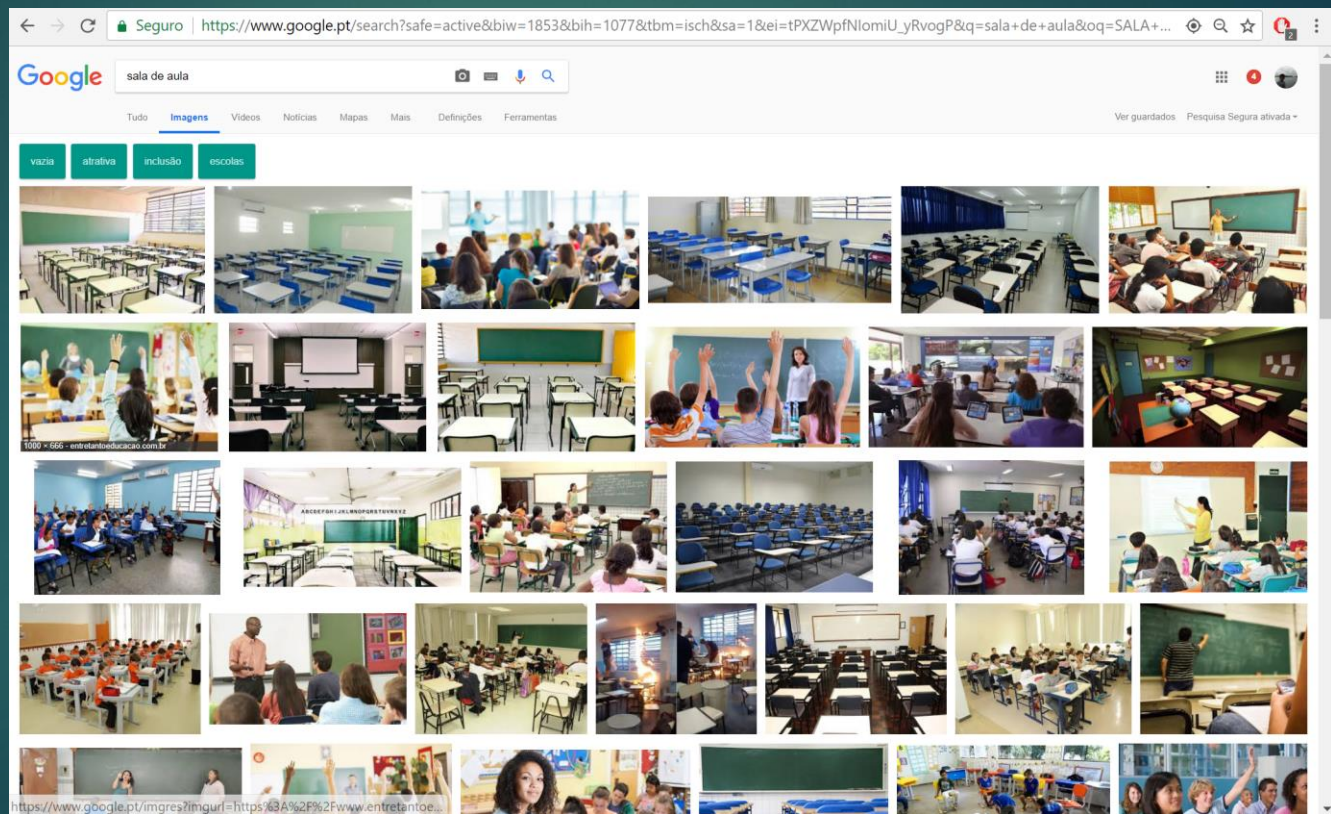 Seguro | https://www.google.pt/search?safe=active&biw=1853&bih=1077&tbm=isch&sa=1&ei=tPXZWpfNIomiU_yRvogP&q=sala+de+aula&oq=SALA+...
2
Google
sala de aula
4
Tudo Imagens Vídeos Notícias Mapas Mais Definições Ferramentas
Ver guardados Pesquisa Segura ativada
vazia atrativa inclusão escolas
1000 × 666 - entretantoeducacao.com.br
ABCDEFGHIJKLMNOPQRSTUVWXYZ
https://www.google.pt/imgres?imgurl=https%3A%2F%2Fwww.entretantoe...